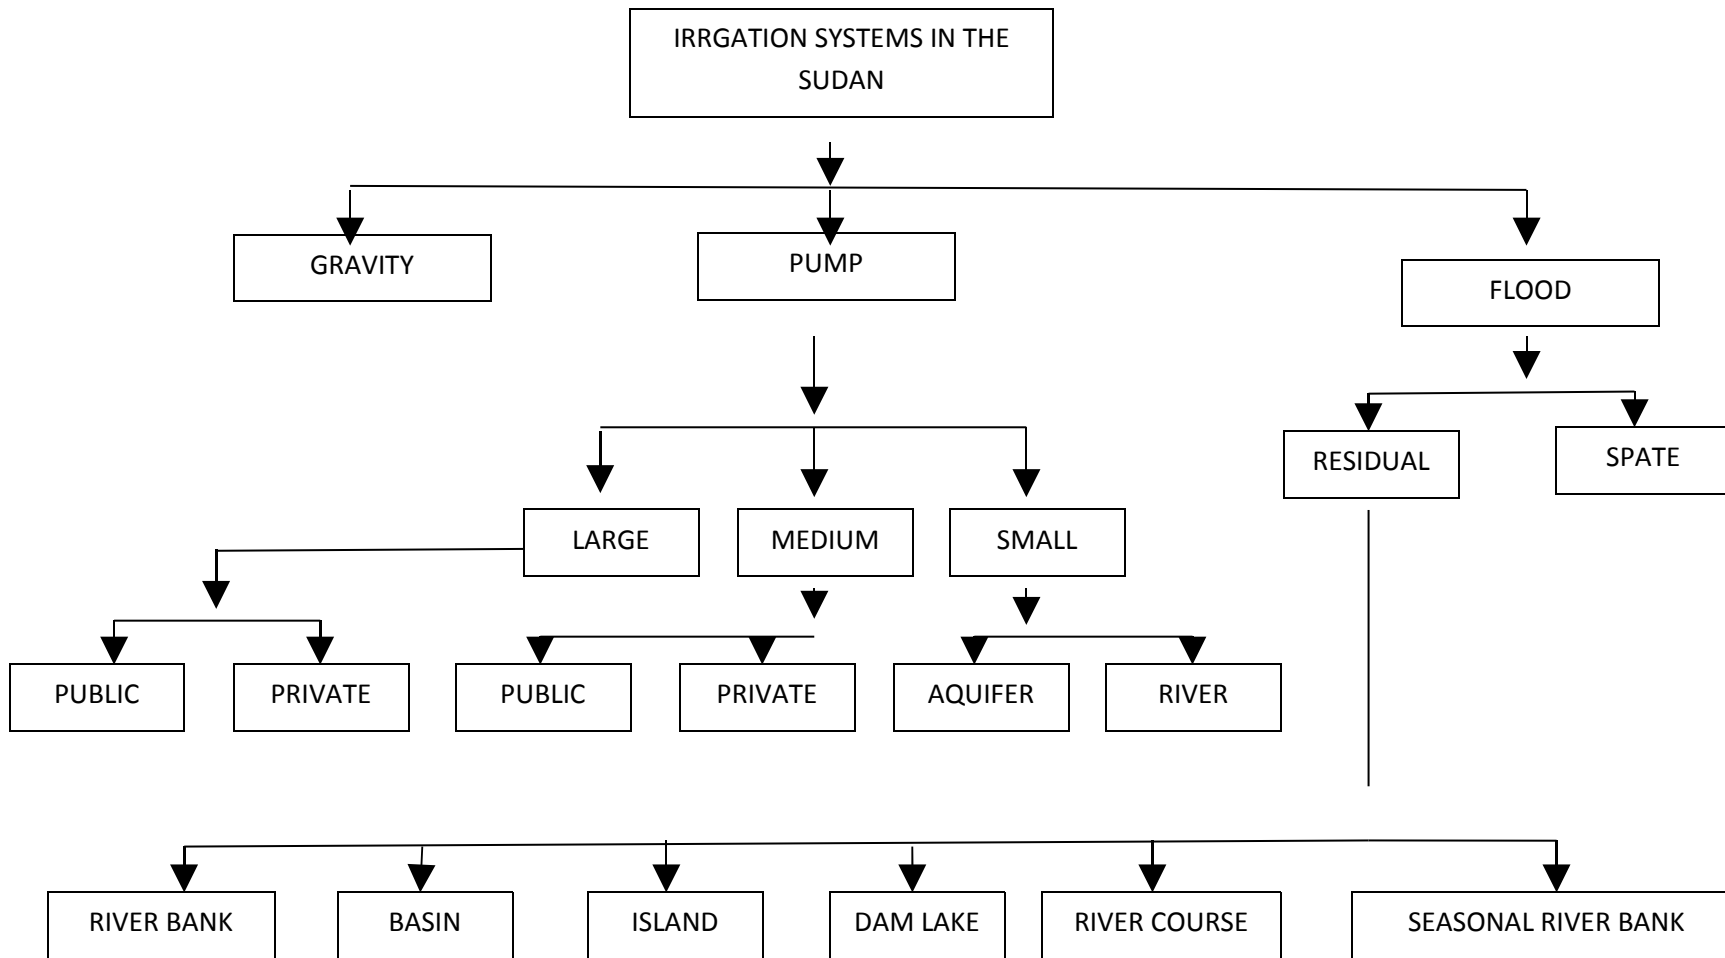 IRRGATION SYSTEMS IN THE
SUDAN
GRAVITY
PUMP
FLOOD
RESIDUAL
SPATE
LARGE
MEDIUM
SMALL
PUBLIC
PRIVATE
PUBLIC
PRIVATE
AQUIFER
RIVER
RIVER BANK
BASIN
ISLAND
DAM LAKE
RIVER COURSE
SEASONAL RIVER BANK